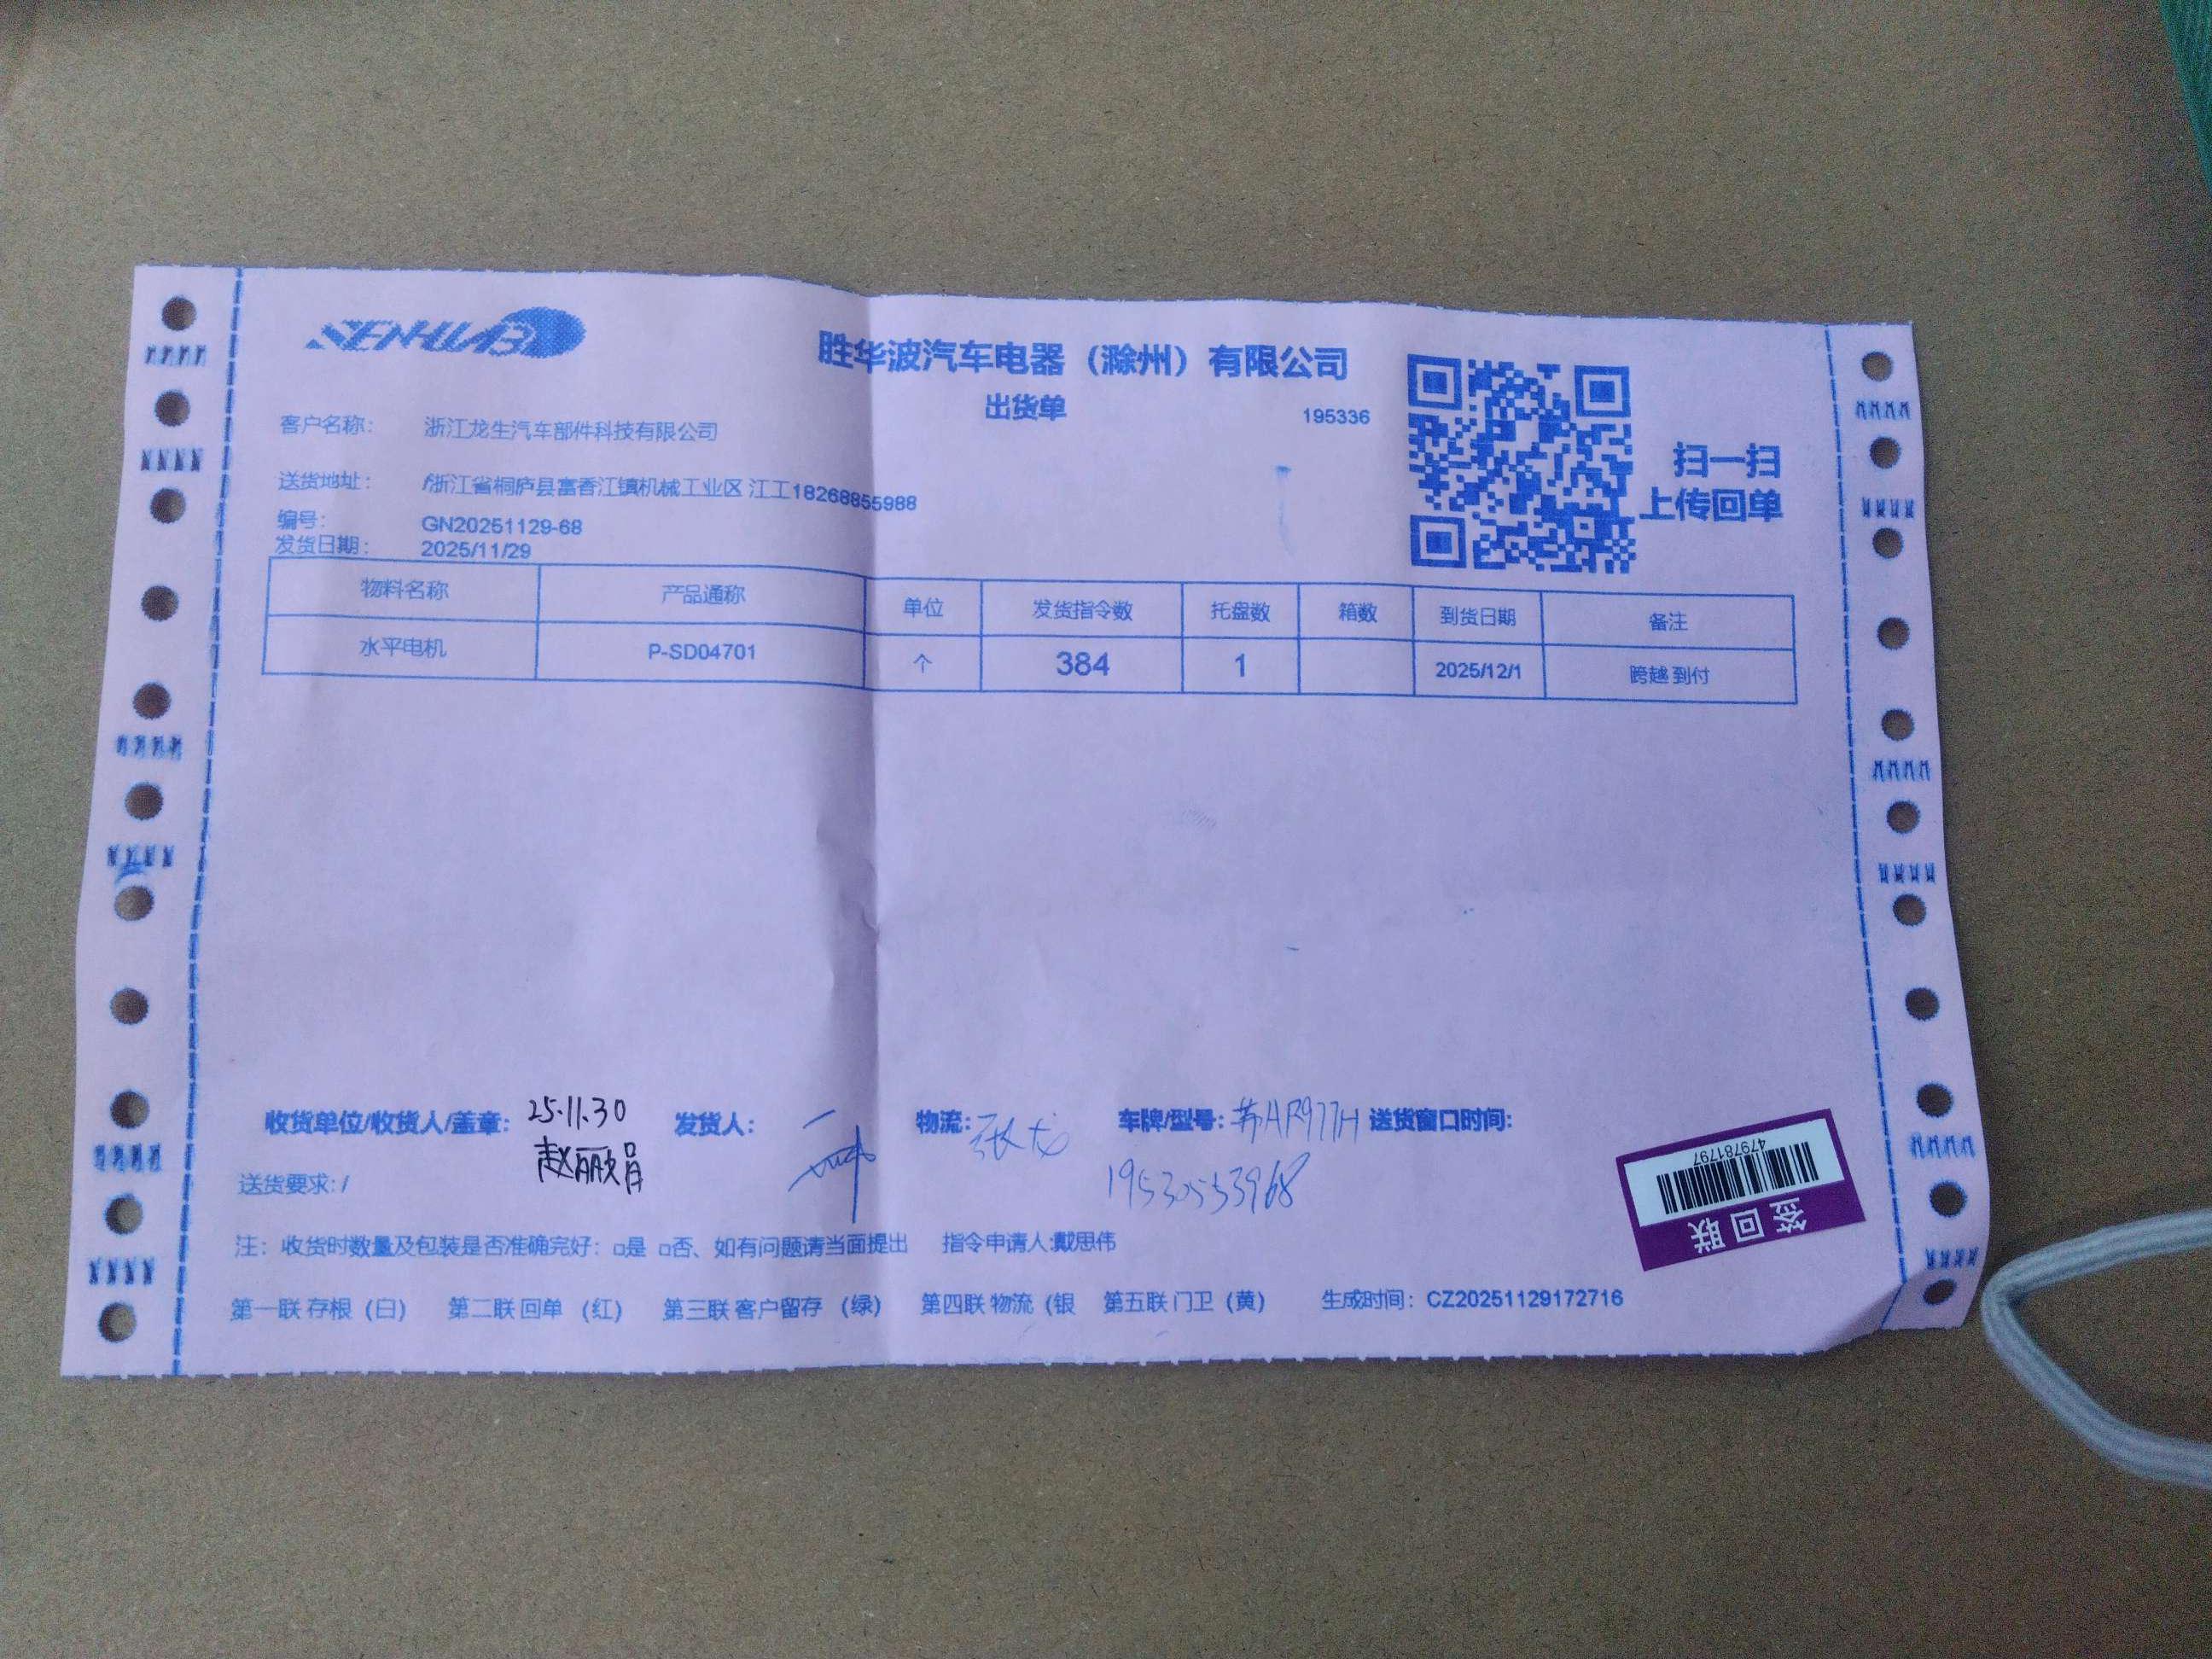 SENHUAB
胜华波汽车电器（滁州）有限公司
出货单
195336
扫一扫
上传回单
客户名称： 浙江龙生汽车部件科技有限公司
送货地址： /浙江省桐庐县富春江镇机械工业区 江工18268855988
编号： GN20251129-68
发货日期： 2025/11/29
物料名称 产品通称 单位 发货指令数 托盘数 箱数 到货日期 备注
水平电机 P-SD04701 个 384 1 2025/12/1 跨越 到付
收货单位/收货人/盖章： 25.11.30 发货人： 物流： 张龙 车牌/型号： 苏AR977H 送货窗口时间：
赵丽娟
19530553968
送货要求：/
注：收货时数量及包装是否准确完好：□是 □否、如有问题请当面提出 指令申请人:戴思伟
第一联 存根（白） 第二联 回单 （红） 第三联 客户留存 （绿） 第四联 物流（银 第五联 门卫（黄） 生成时间：CZ20251129172716
479781797
签回联